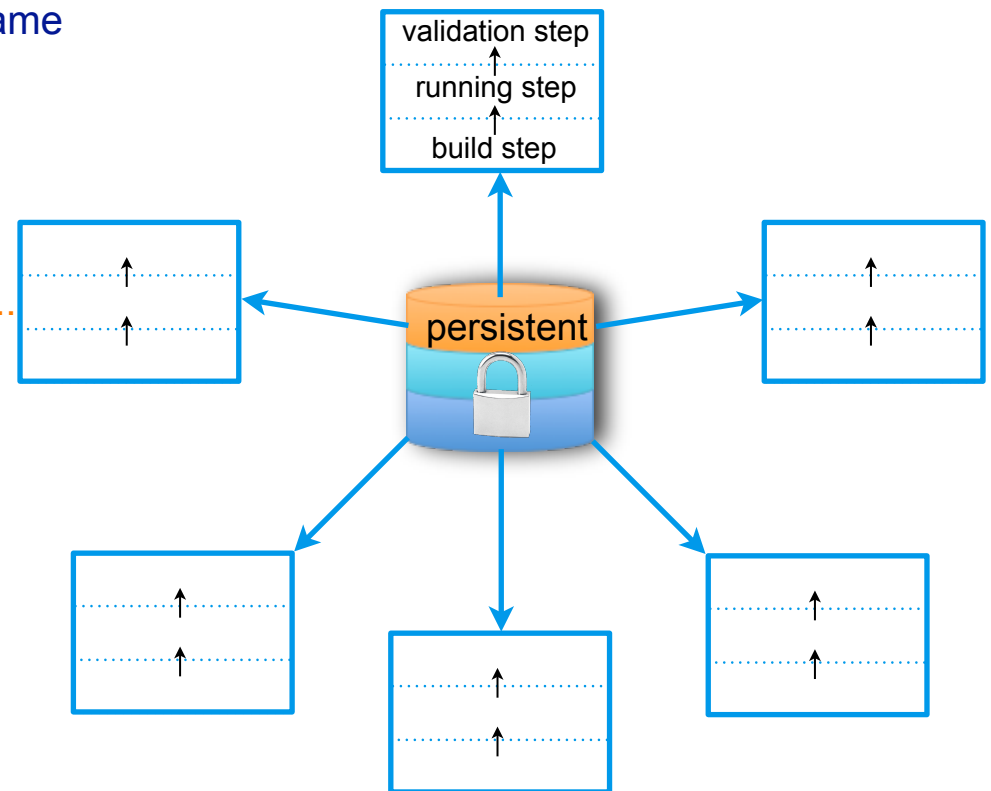 ame
validation step
running step
build step
persistent